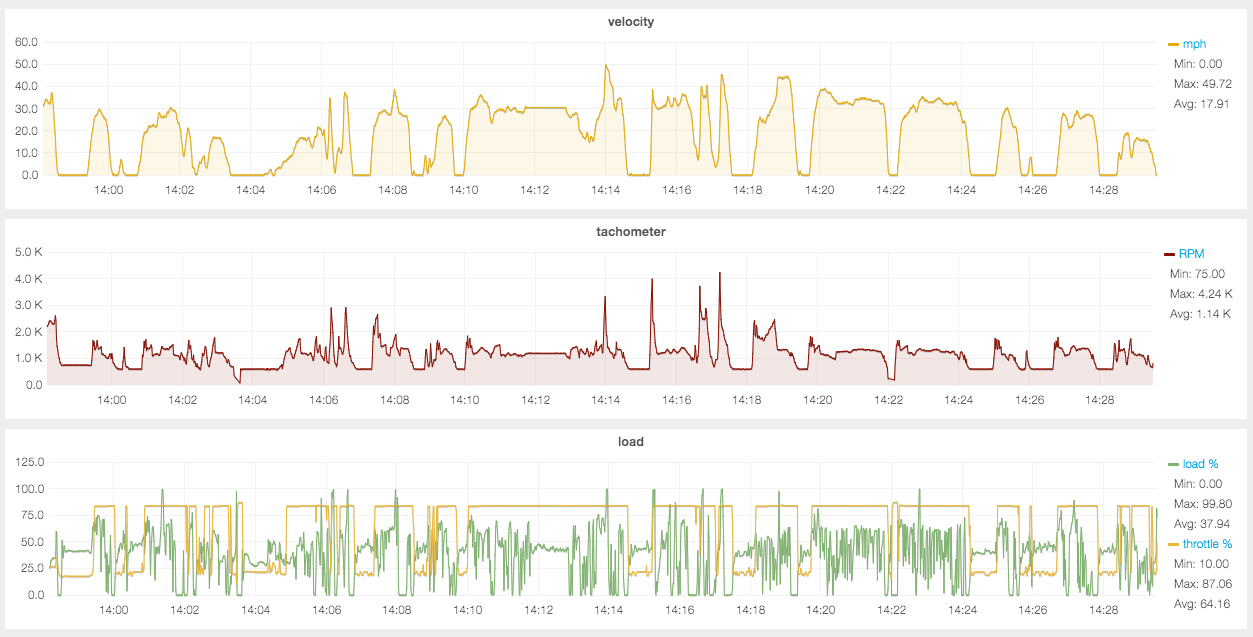 velocity
60.0
50.0
40.0
30.0
20.0
10.0
0.0
14:00 14:02 14:04 14:06 14:08 14:10 14:12 14:14 14:16 14:18 14:20 14:22 14:24 14:26 14:28
mph
Min: 0.00
Max: 49.72
Avg: 17.91
tachometer
5.0 K
4.0 K
3.0 K
2.0 K
1.0 K
0.0
14:00 14:02 14:04 14:06 14:08 14:10 14:12 14:14 14:16 14:18 14:20 14:22 14:24 14:26 14:28
RPM
Min: 75.00
Max: 4.24 K
Avg: 1.14 K
load
125.0
100.0
75.0
50.0
25.0
0.0
14:00 14:02 14:04 14:06 14:08 14:10 14:12 14:14 14:16 14:18 14:20 14:22 14:24 14:26 14:28
load %
Min: 0.00
Max: 99.80
Avg: 37.94
throttle %
Min: 10.00
Max: 87.06
Avg: 64.16